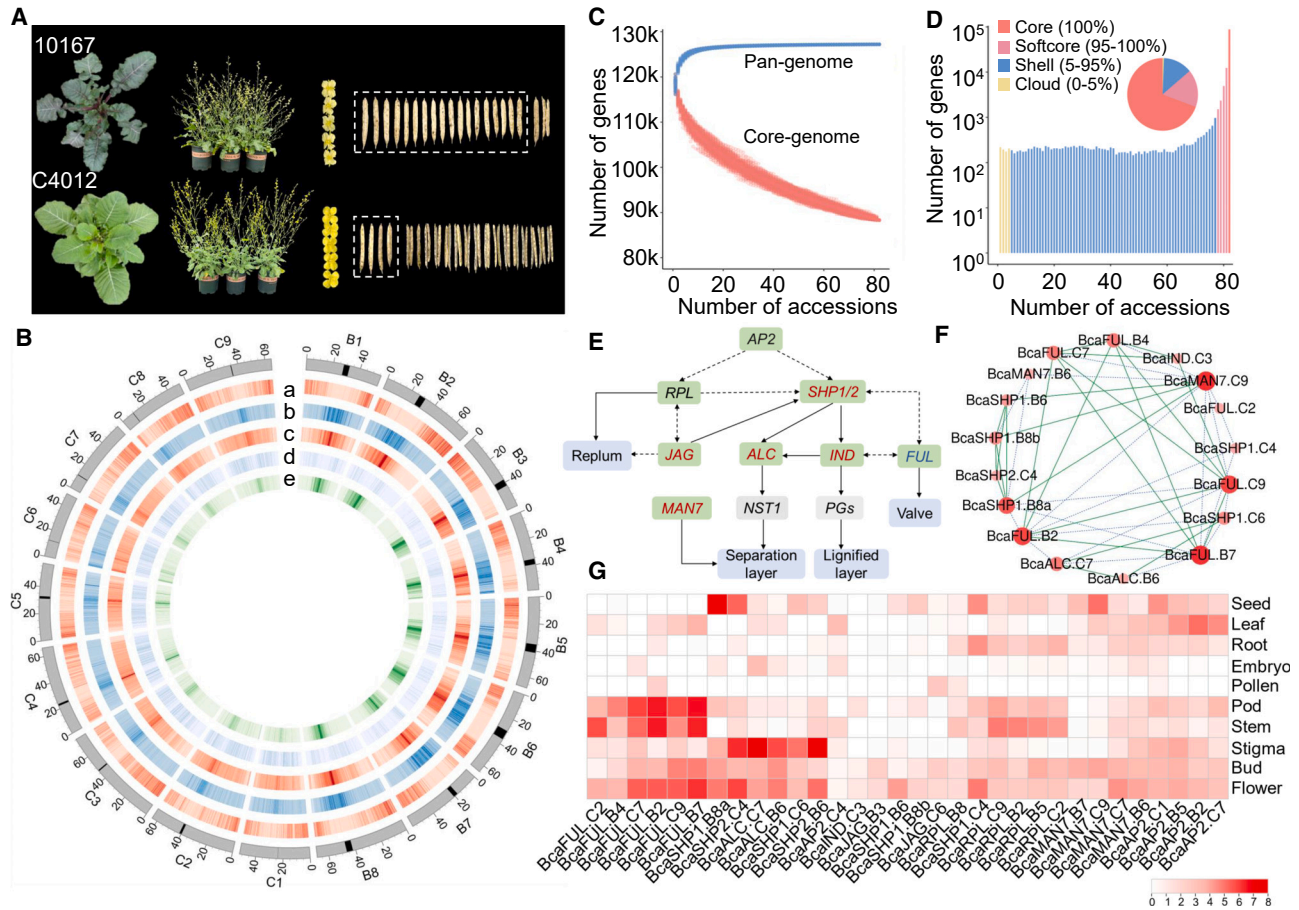 A
10167
C4012
B
B1
B2
B3
B4
B5
B6
B7
B8
C1
C2
C3
C4
C5
C6
C7
C8
C9
a
b
c
d
e
C
130k
120k
110k
100k
90k
80k
Number of genes
Pan-genome
Core-genome
0 20 40 60 80
Number of accessions
D
Core (100%)
Softcore (95-100%)
Shell (5-95%)
Cloud (0-5%)
10^5
10^4
10^3
10^2
10^1
10^0
Number of genes
0 20 40 60 80
Number of accessions
E
AP2
RPL
SHP1/2
Replum
JAG
ALC
IND
FUL
MAN7
NST1
PGs
Valve
Separation
layer
Lignified
layer
F
BcaFUL.B4
BcaFUL.C7
BcaIND.C3
BcaMAN7.B6
BcaMAN7.C9
BcaSHP1.B6
BcaFUL.C2
BcaSHP1.B8b
BcaSHP1.C4
BcaSHP2.C4
BcaFUL.C9
BcaSHP1.B8a
BcaSHP1.C6
BcaFUL.B2
BcaFUL.B7
BcaALC.C7
BcaALC.B6
G
Seed
Leaf
Root
Embryo
Pollen
Pod
Stem
Stigma
Bud
Flower
BcaFUL.C2
BcaFUL.B4
BcaFUL.C7
BcaFUL.B2
BcaFUL.C9
BcaFUL.B7
BcaSHP1.B8a
BcaSHP2.C4
BcaALC.C7
BcaALC.B6
BcaSHP1.C6
BcaSHP2.B6
BcaAP2.C4
BcaIND.C3
BcaJAG.B3
BcaSHP1.B6
BcaSHP1.B8b
BcaJAG.C6
BcaRPL.B8
BcaSHP1.C4
BcaRPL.C9
BcaRPL.B2
BcaRPL.B5
BcaRPL.C2
BcaMAN7.B7
BcaMAN7.C9
BcaMAN7.C7
BcaMAN7.B6
BcaAP2.C1
BcaAP2.B5
BcaAP2.B2
BcaAP2.C7
0 1 2 3 4 5 6 7 8